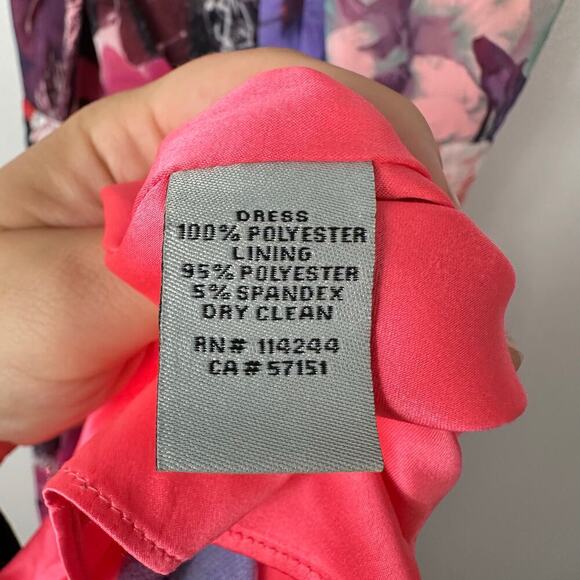 DRESS
100% POLYESTER
LINING
95% POLYESTER
5% SPANDEX
DRY CLEAN
RN# 114244
CA# 57151